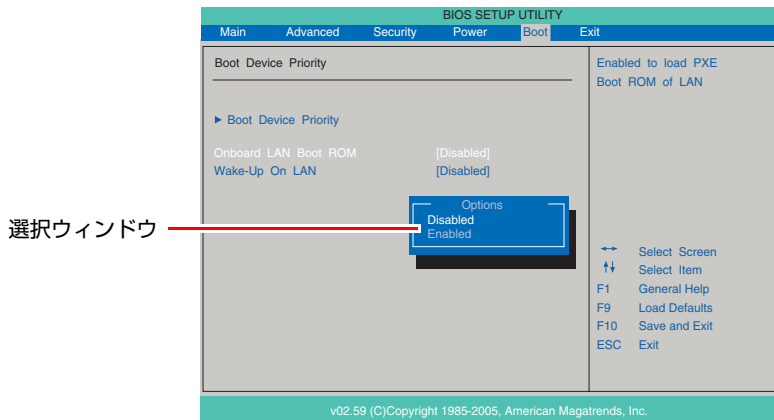 BIOS SETUP UTILITY
Main Advanced Security Power Boot Exit
Boot Device Priority
▶ Boot Device Priority
Onboard LAN Boot ROM [Disabled]
Wake-Up On LAN [Disabled]
Options
Disabled
Enabled
選択ウィンドウ
Enabled to load PXE
Boot ROM of LAN
↔ Select Screen
↑↓ Select Item
F1 General Help
F9 Load Defaults
F10 Save and Exit
ESC Exit
v02.59 (C)Copyright 1985-2005, American Magatrends, Inc.